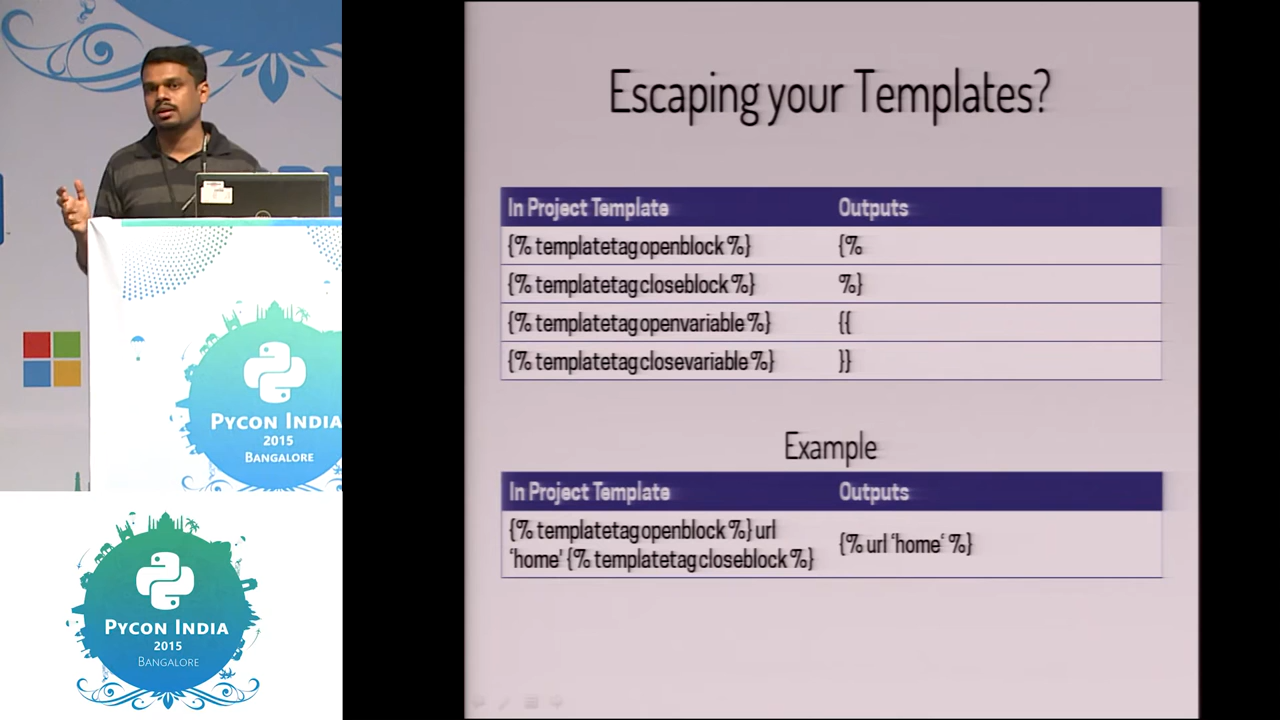 Escaping your Templates?
In Project Template Outputs
{% templatetag openblock %} {%
{% templatetag closeblock %} %}
{% templatetag openvariable %} {{
{% templatetag closevariable %} }}
Example
In Project Template Outputs
{% templatetag openblock %} url
‘home’ {% templatetag closeblock %}
{% url ‘home‘ %}
PYCON INDIA
2015
BANGALORE
PYCON INDIA
2015
BANGALORE